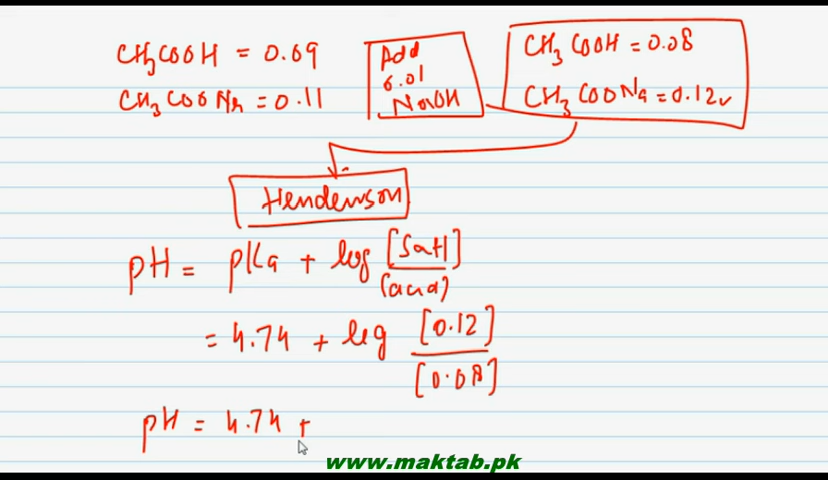 CH3COOH = 0.09
CH3COONa = 0.11
Add
0.01
NaOH
CH3COOH = 0.08
CH3COONa = 0.12
Henderson
pH = pKa + log [Salt]
(acid)
= 4.74 + log [0.12]
[0.08]
pH = 4.74 +
www.maktab.pk